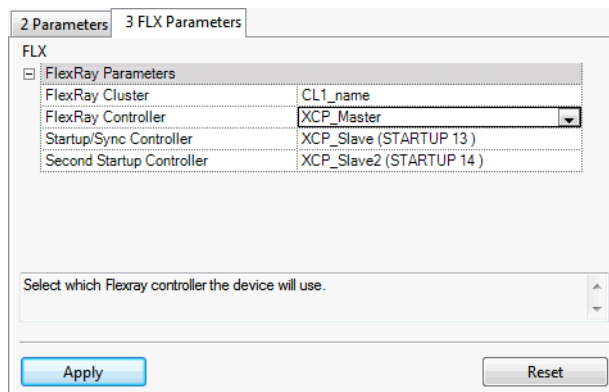 2 Parameters 3 FLX Parameters
FLX
FlexRay Parameters
FlexRay Cluster CL1_name
FlexRay Controller XCP_Master
Startup/Sync Controller XCP_Slave (STARTUP 13 )
Second Startup Controller XCP_Slave2 (STARTUP 14 )
Select which Flexray controller the device will use.
Apply Reset